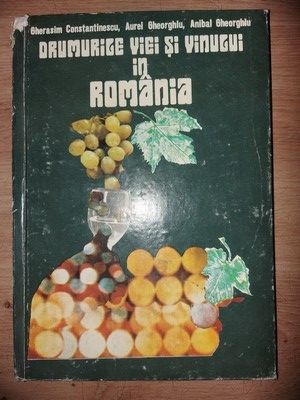 Gherasim Constantinescu, Aurel Gheorghiu, Anibal Gheorghiu
DRUMURILE VIEI ȘI VINULUI
în
ROMÂNIA